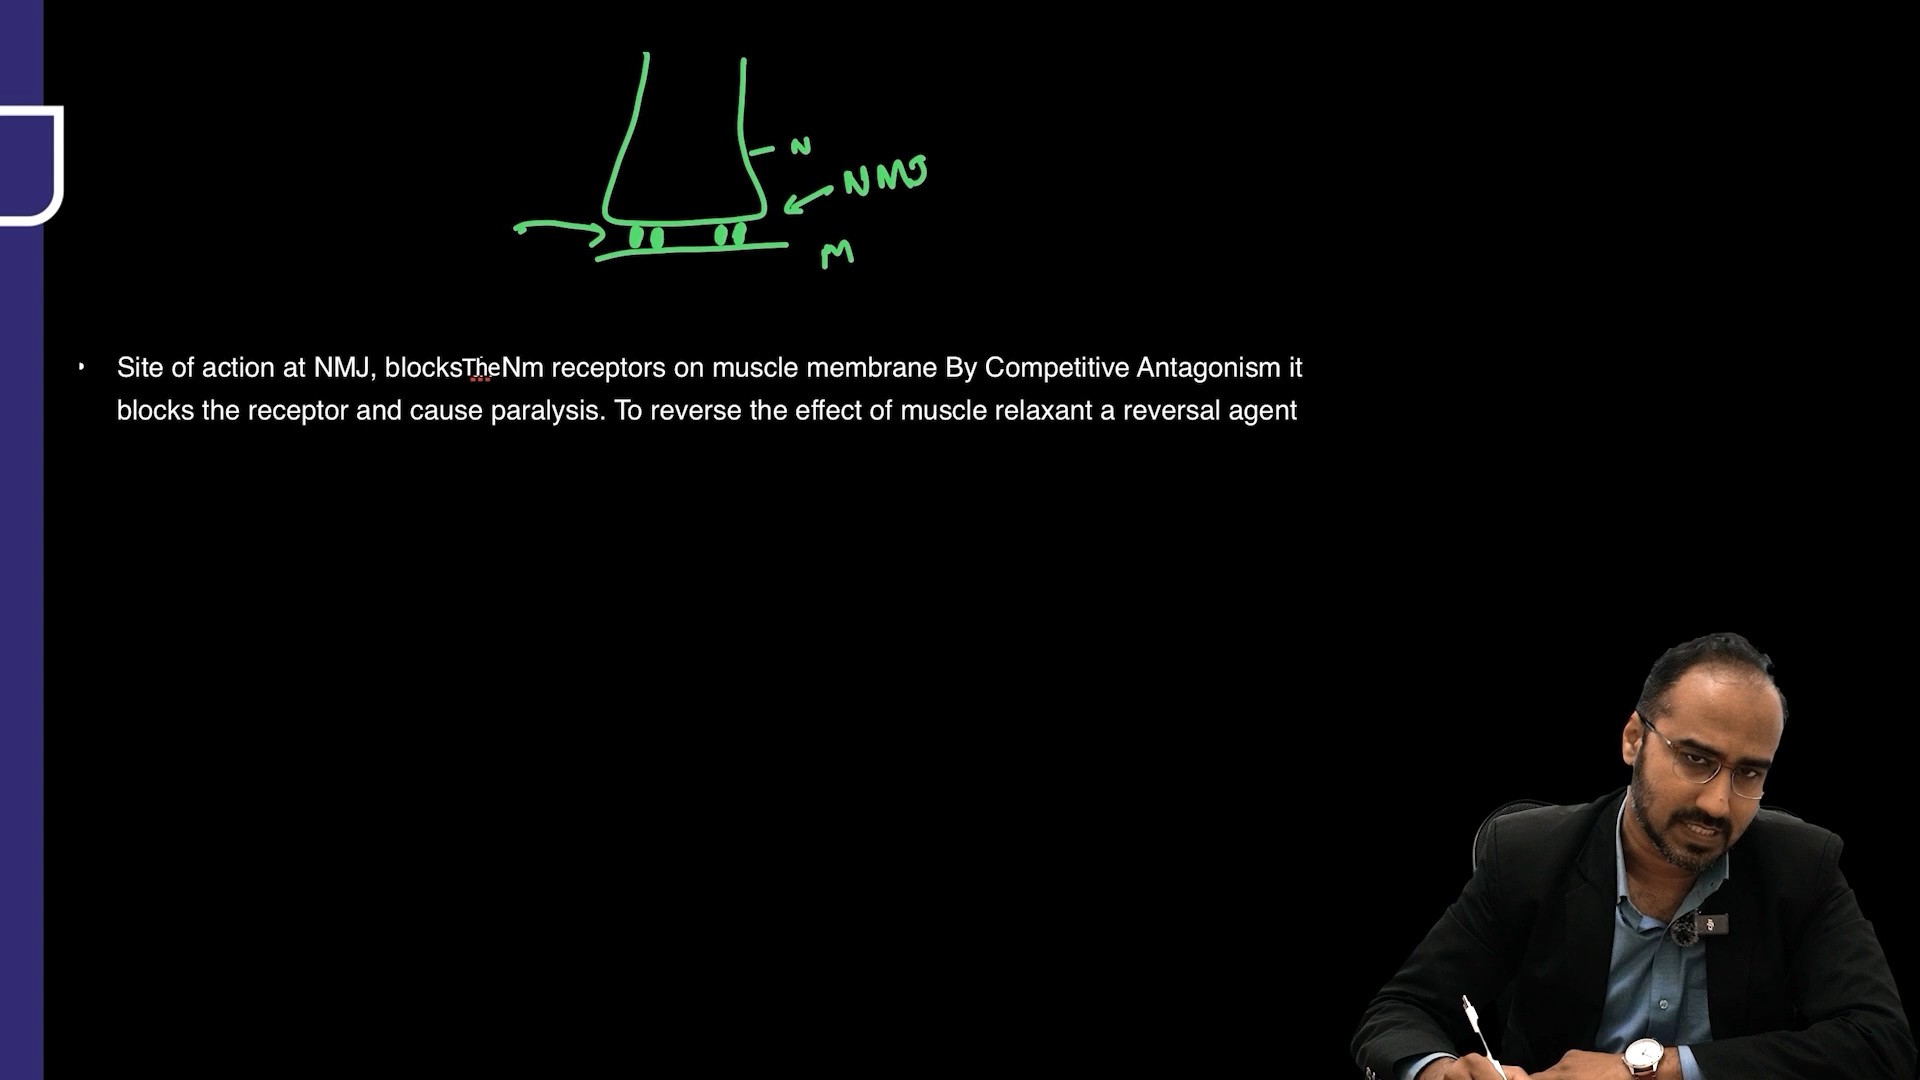 N
NMJ
M
Site of action at NMJ, blocksTheNm receptors on muscle membrane By Competitive Antagonism it
blocks the receptor and cause paralysis. To reverse the effect of muscle relaxant a reversal agent